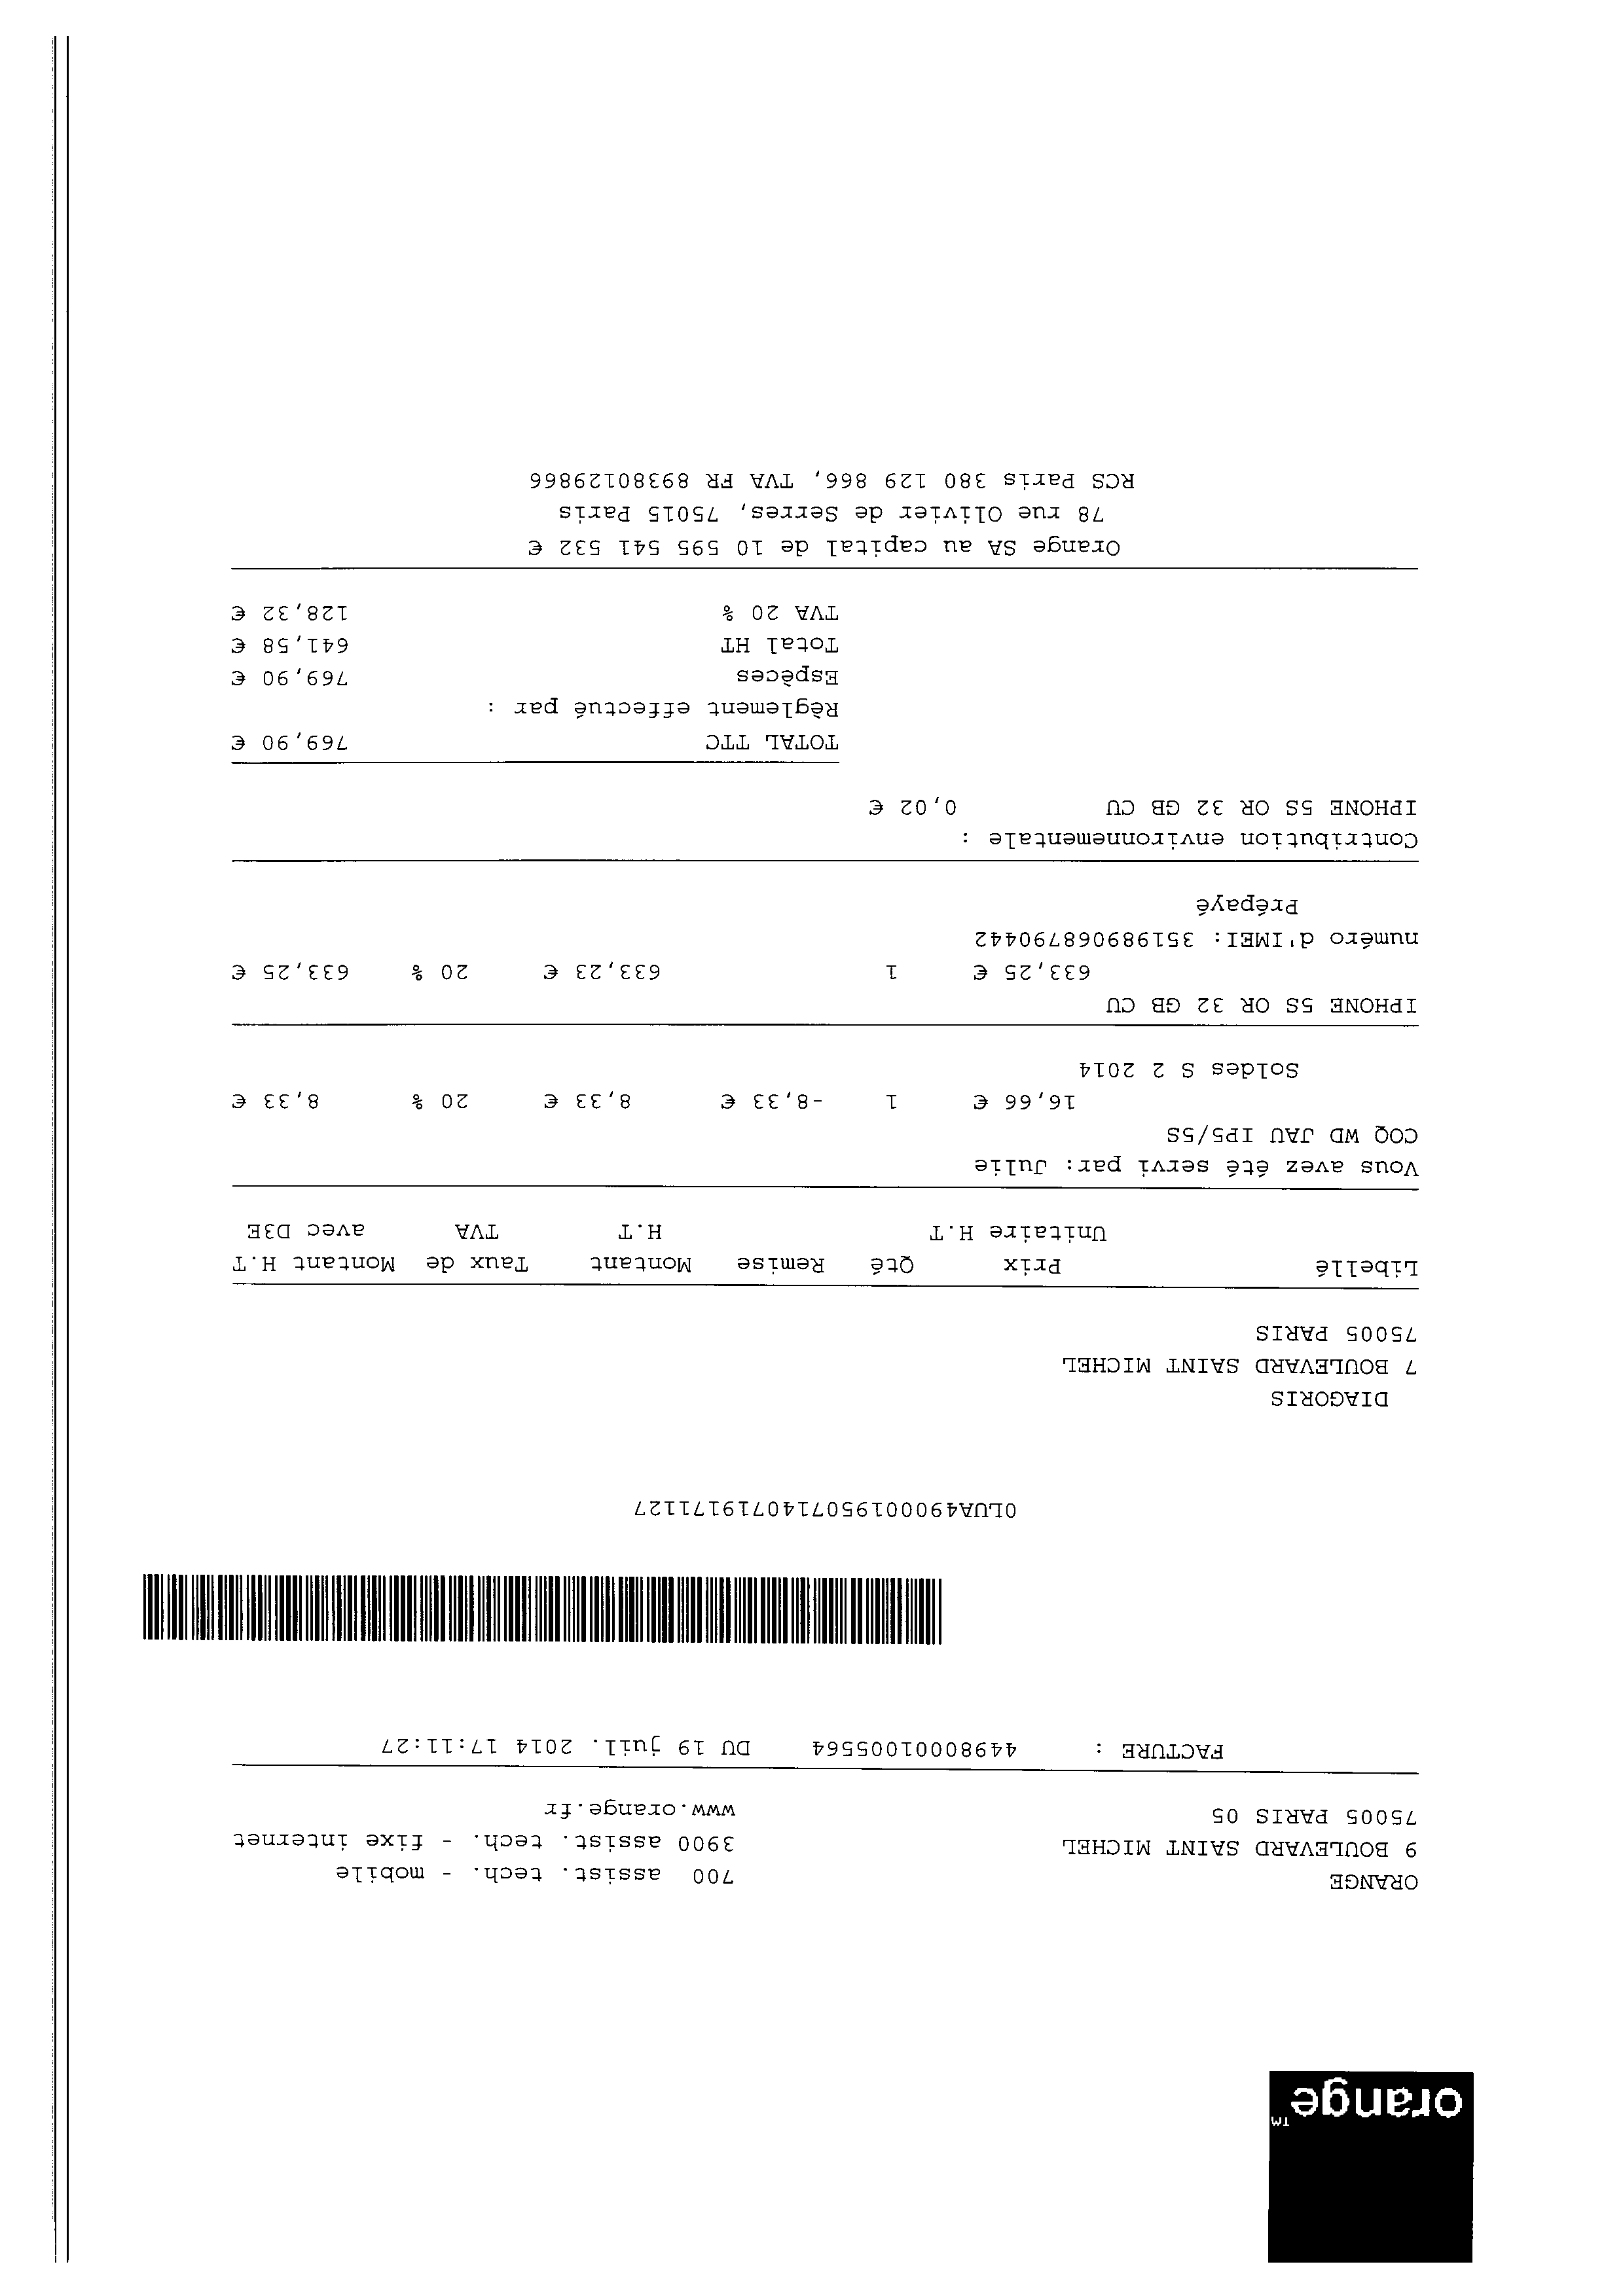 orange™
ORANGE 700 assist. tech. - mobile
9 BOULEVARD SAINT MICHEL 3900 assist. tech. - fixe internet
75005 PARIS 05 www.orange.fr
FACTURE : 44980001005564 DU 19 juil. 2014 17:11:27
0LUA4900019507140719171127
DIAGORIS
7 BOULEVARD SAINT MICHEL
75005 PARIS
Libellé Prix Qté Remise Montant Taux de Montant H.T
Unitaire H.T H.T TVA avec D3E
Vous avez été servi par: Julie
COQ WD JAU IP5/5S
16,66 € 1 -8,33 € 8,33 € 20 % 8,33 €
Soldes S 2 2014
IPHONE 5S OR 32 GB CU
633,25 € 1 633,23 € 20 % 633,25 €
numéro d'IMEI: 351989068790442
Prépayé
Contribution environnementale :
IPHONE 5S OR 32 GB CU 0,02 €
TOTAL TTC 769,90 €
Règlement effectué par :
Espèces 769,90 €
Total HT 641,58 €
TVA 20 % 128,32 €
Orange SA au capital de 10 595 541 532 €
78 rue Olivier de Serres, 75015 Paris
RCS Paris 380 129 866, TVA FR 89380129866